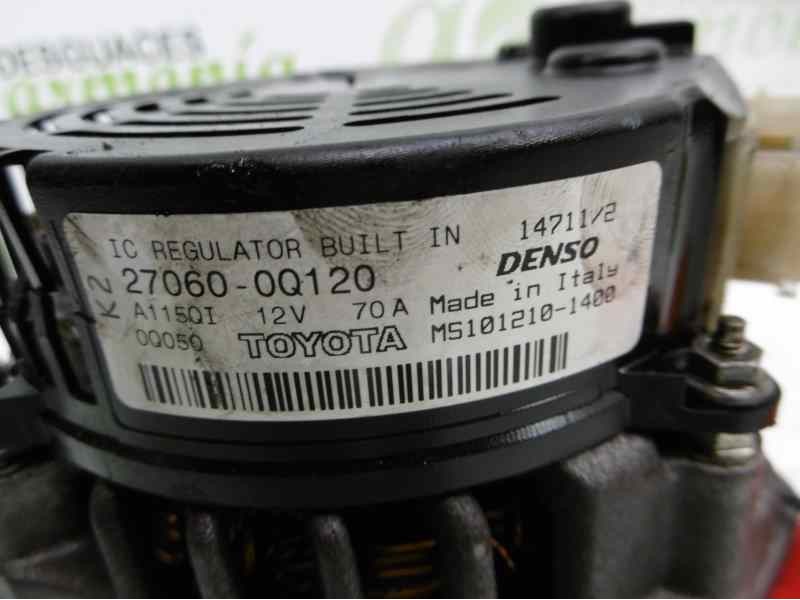 DESGUACES
IC REGULATOR BUILT IN 14711/2
K2 27060-0Q120 DENSO
A115QI 12V 70A Made in Italy
0Q050 TOYOTA MS101210-1400